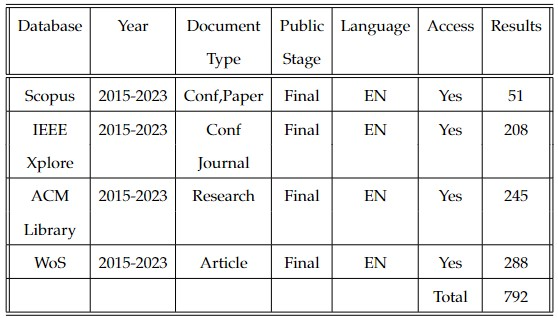 Database Year Document Public Language Access Results
Type Stage
Scopus 2015-2023 Conf,Paper Final EN Yes 51
IEEE 2015-2023 Conf Final EN Yes 208
Xplore Journal
ACM 2015-2023 Research Final EN Yes 245
Library
WoS 2015-2023 Article Final EN Yes 288
Total 792